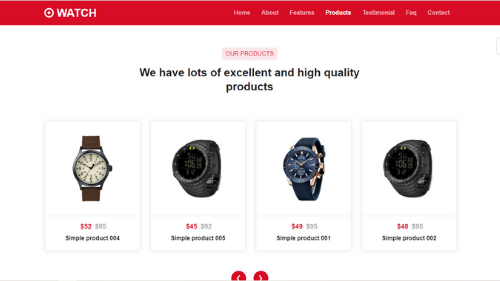 WATCH
Home About Features Products Testimonial Faq Contact
OUR PRODUCTS
We have lots of excellent and high quality
products
$52 $85
Simple product 004
$45 $92
Simple product 005
$49 $95
Simple product 001
$48 $95
Simple product 002